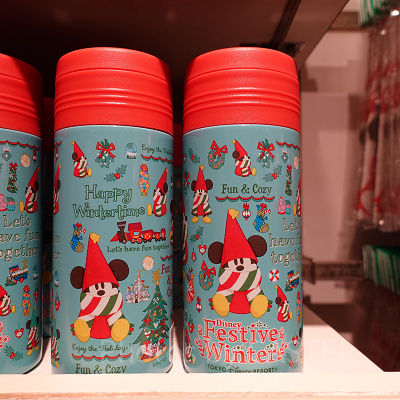 Let's
have fun
together
Enjoy the Holidays!
Happy
Wintertime
Let's have fun together
Enjoy the Holidays!
Fun & Cozy
Fun & Cozy
Let's
have fun
together
Disney
Festive
Winter
TOKYO Disney RESORT